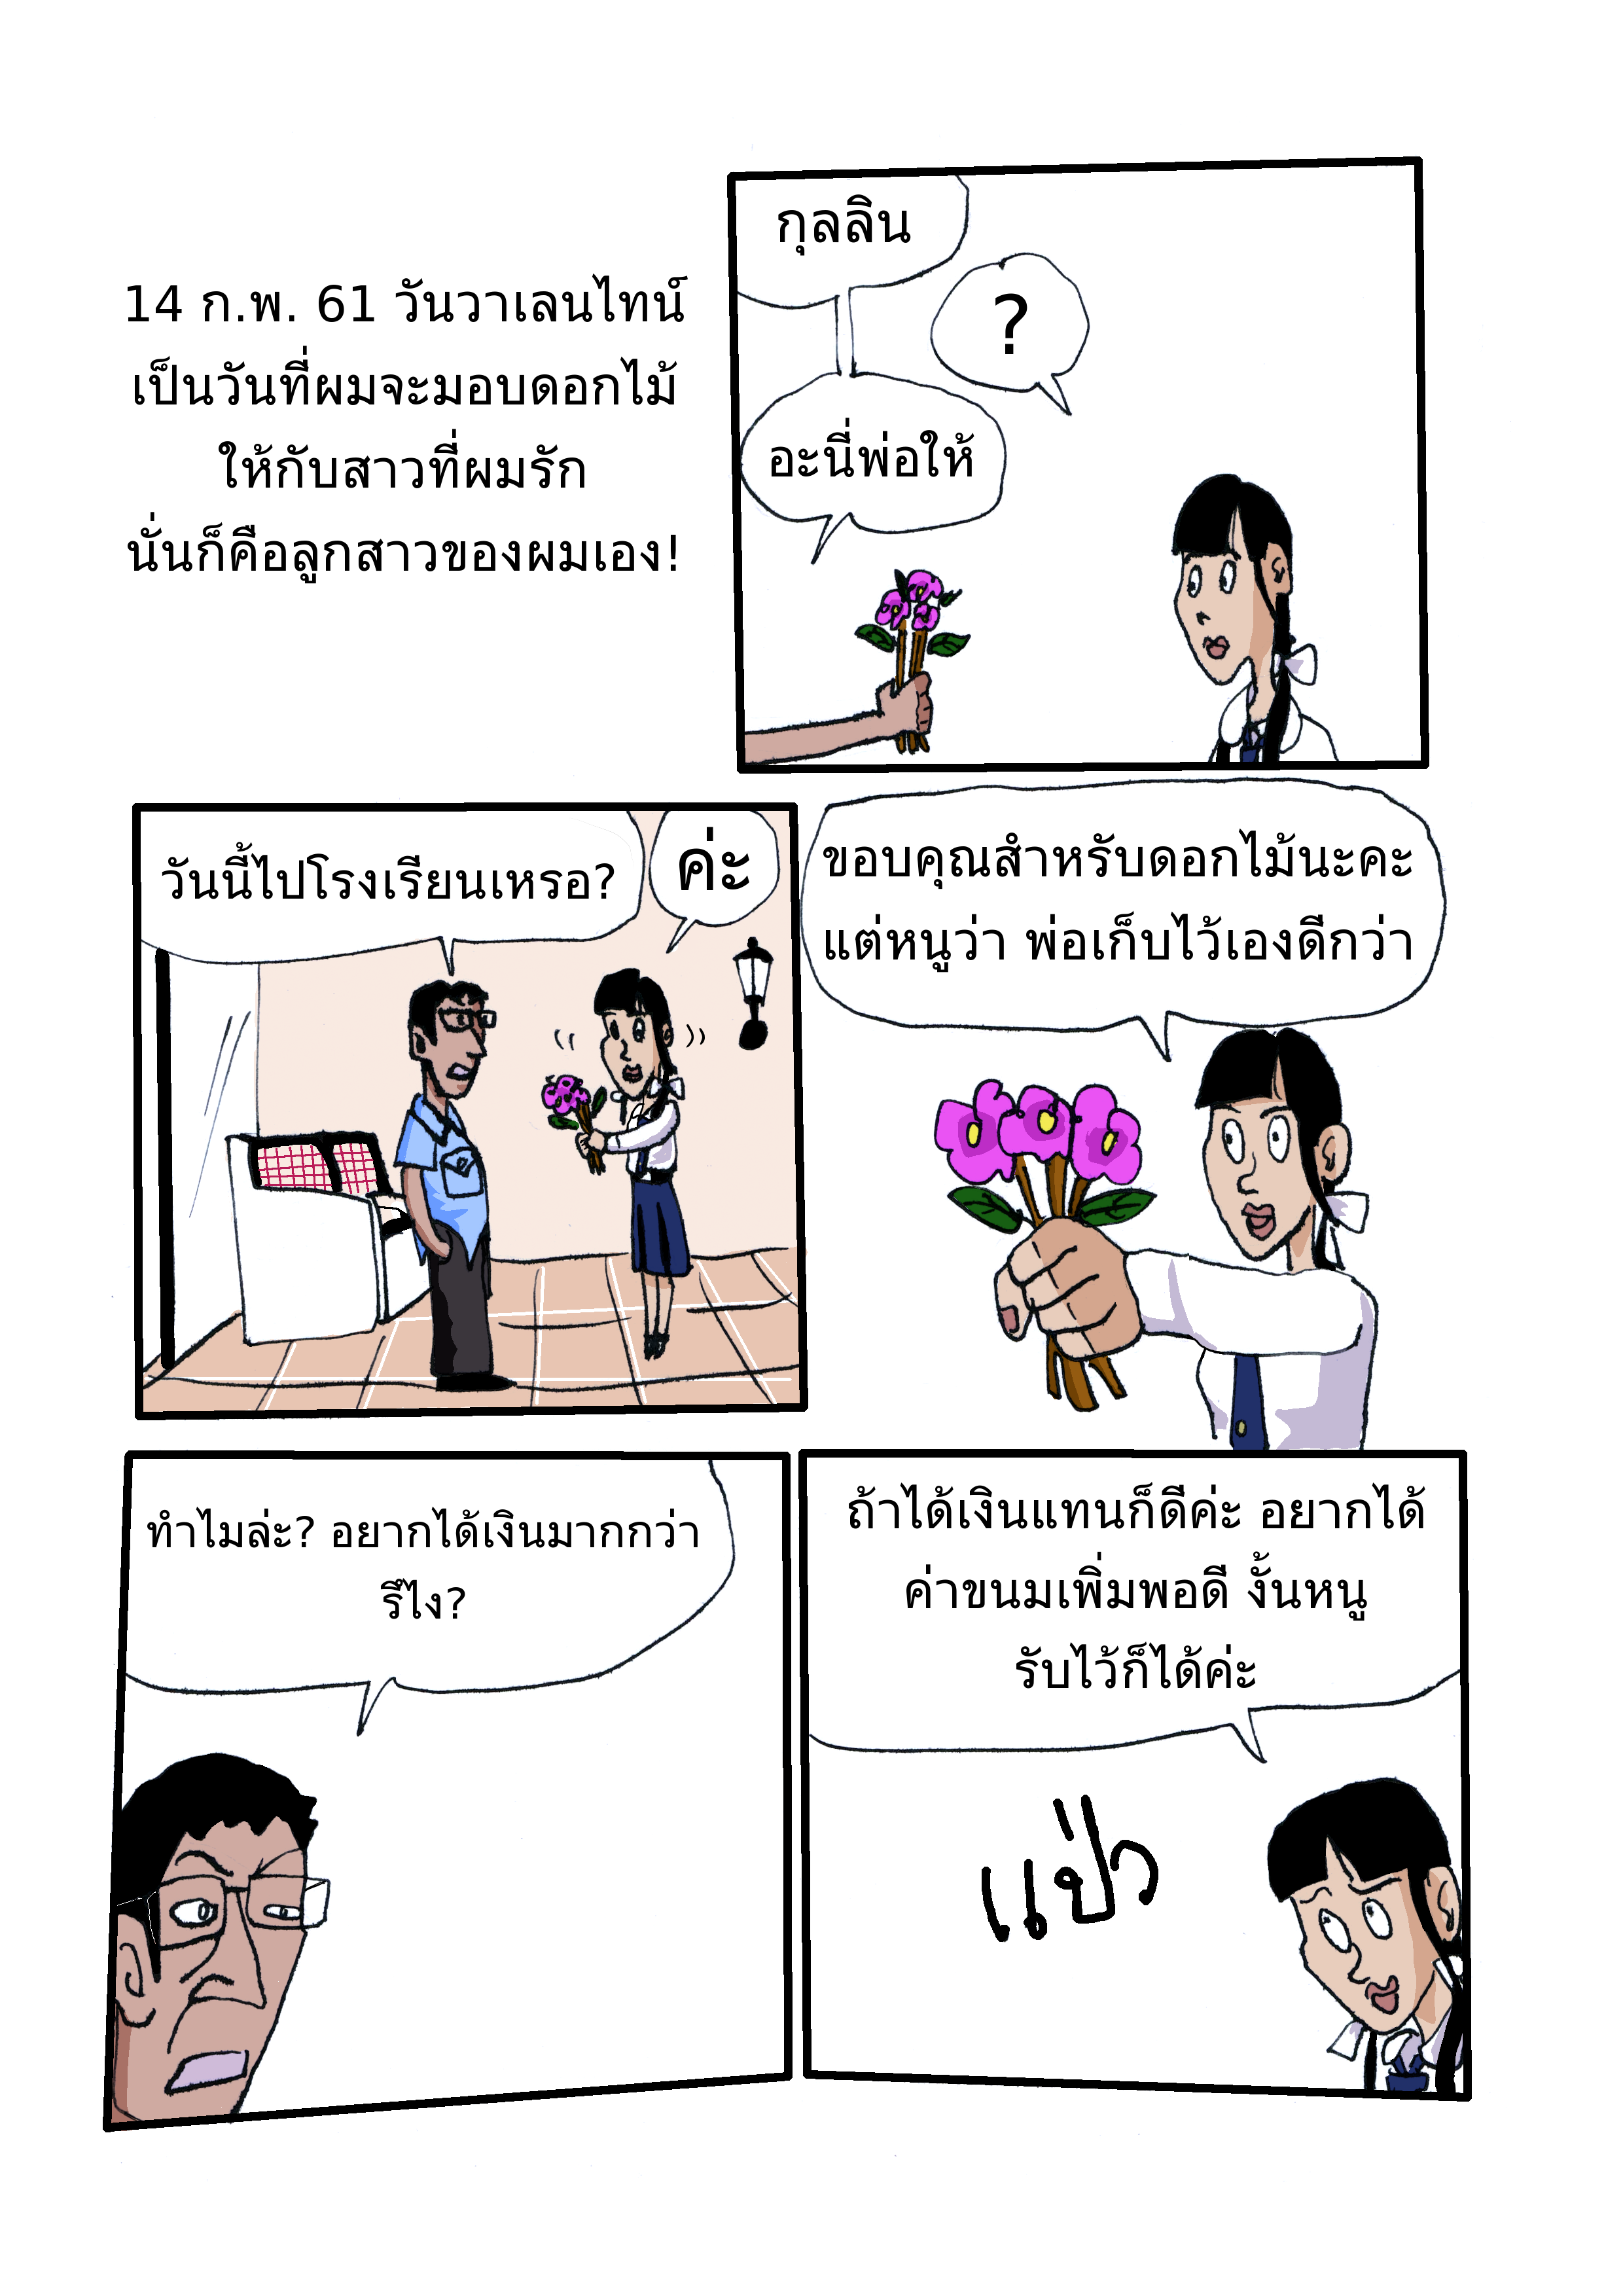 14 ก.พ. 61 วันวาเลนไทน์
เป็นวันที่ผมจะมอบดอกไม้
ให้กับสาวที่ผมรัก
นั่นก็คือลูกสาวของผมเอง!
กุลลิน
?
อะนี่พ่อให้
วันนี้ไปโรงเรียนเหรอ?
ค่ะ
ขอบคุณสำหรับดอกไม้นะคะ
แต่หนูว่า พ่อเก็บไว้เองดีกว่า
ทำไมล่ะ? อยากได้เงินมากกว่า
รึไง?
ถ้าได้เงินแทนก็ดีค่ะ อยากได้
ค่าขนมเพิ่มพอดี งั้นหนู
รับไว้ก็ได้ค่ะ
แป่ว